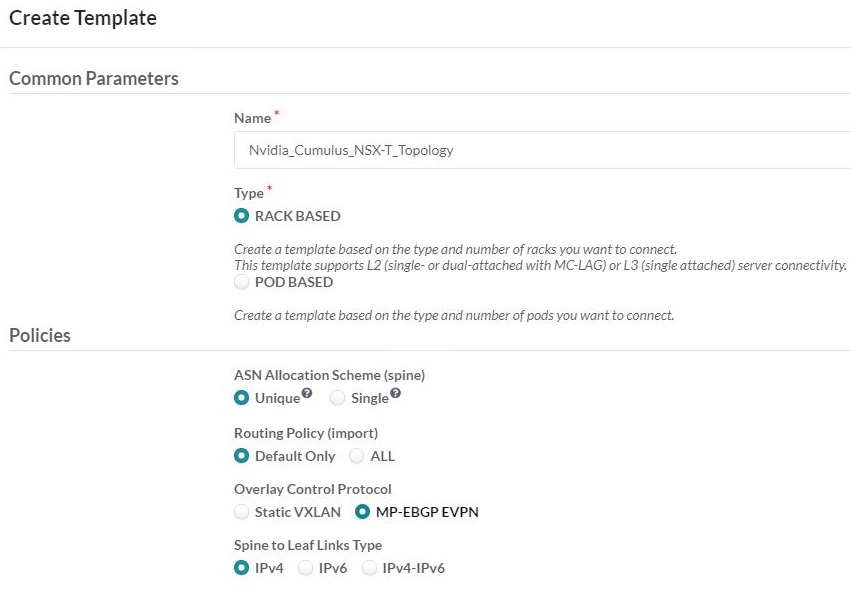 Create Template
Common Parameters
Name *
Nvidia_Cumulus_NSX-T_Topology
Type *
RACK BASED
Create a template based on the type and number of racks you want to connect.
This template supports L2 (single- or dual-attached with MC-LAG) or L3 (single attached) server connectivity.
POD BASED
Create a template based on the type and number of pods you want to connect.
Policies
ASN Allocation Scheme (spine)
Unique ? Single ?
Routing Policy (import)
Default Only ALL
Overlay Control Protocol
Static VXLAN MP-EBGP EVPN
Spine to Leaf Links Type
IPv4 IPv6 IPv4-IPv6